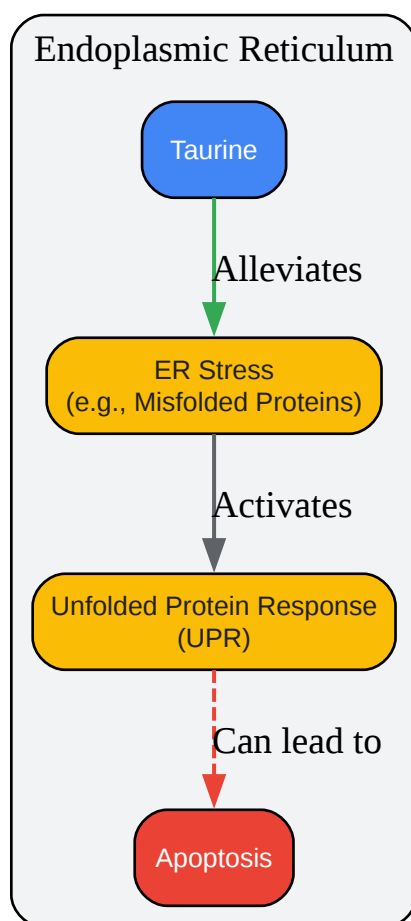 Endoplasmic Reticulum
Taurine
Alleviates
ER Stress
(e.g., Misfolded Proteins)
Activates
Unfolded Protein Response
(UPR)
Can lead to
Apoptosis